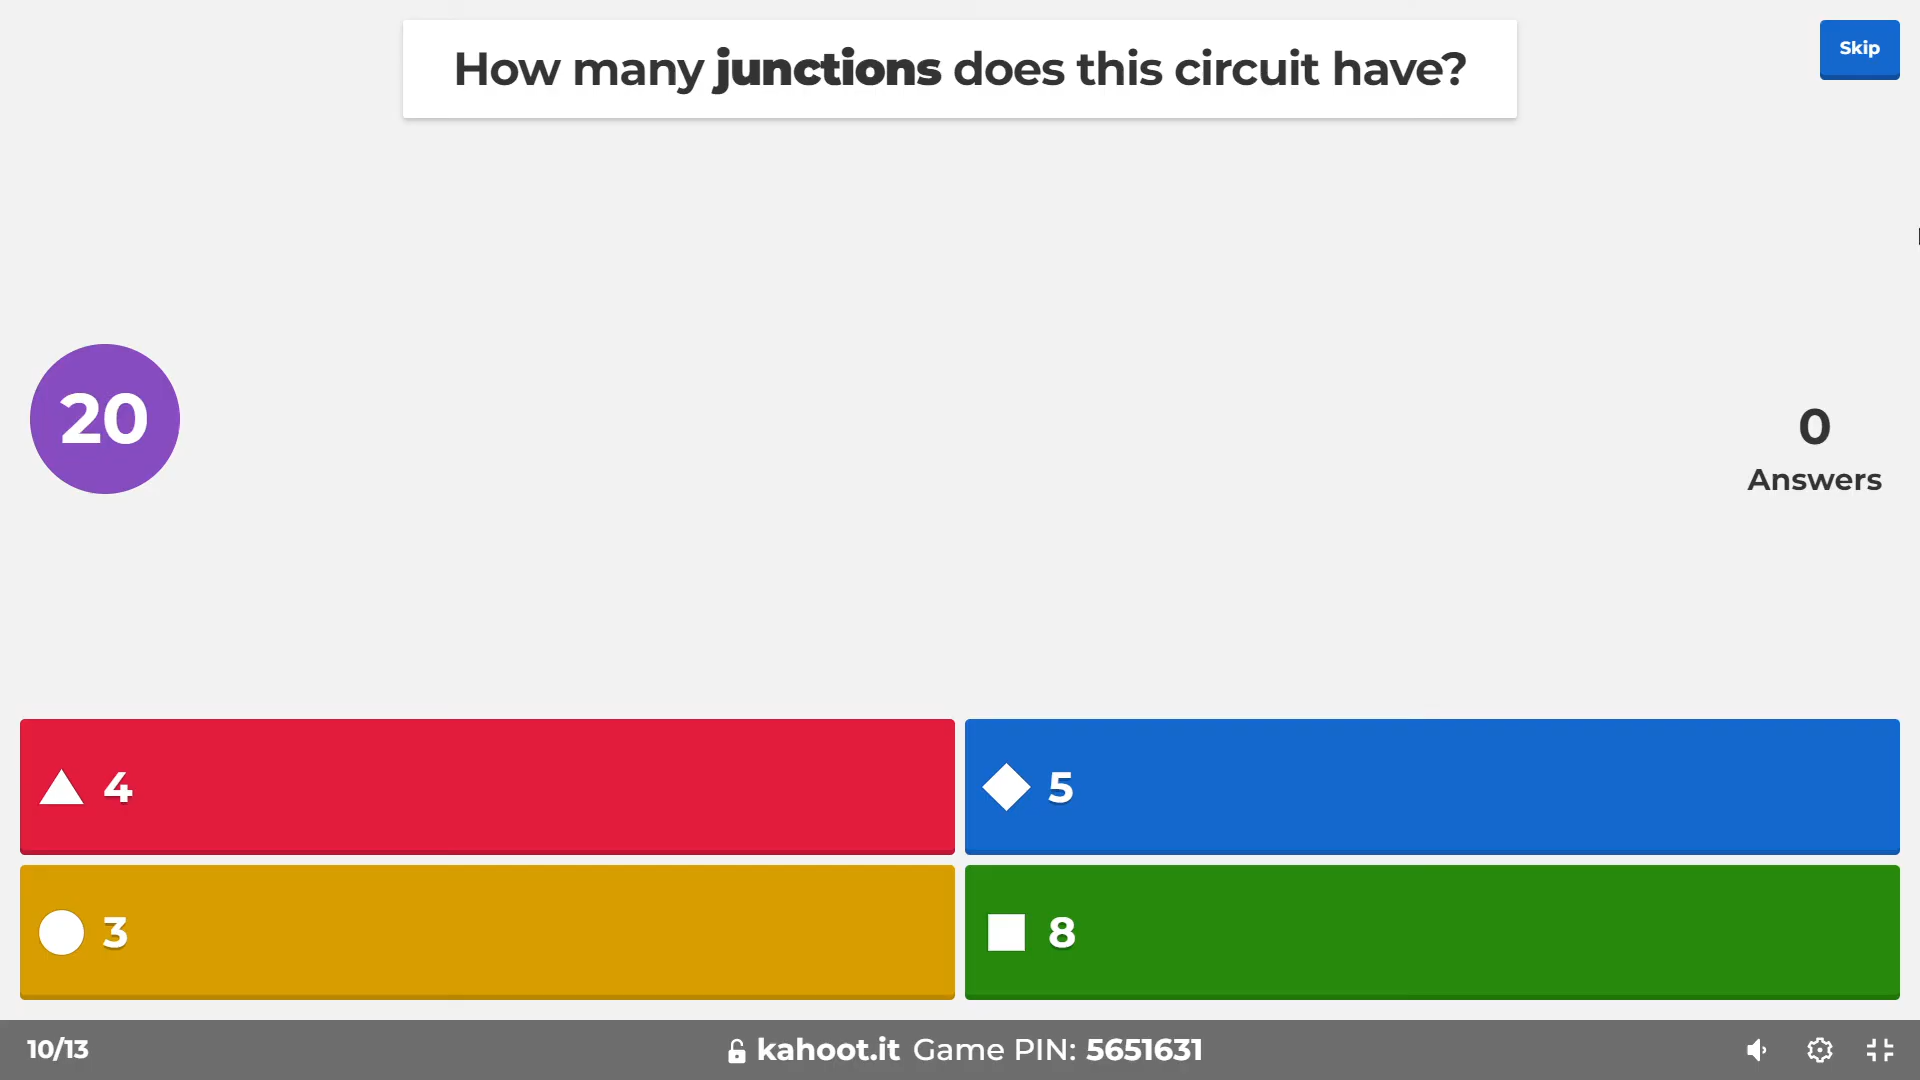 How many junctions does this circuit have?
Skip
20
0
Answers
4
5
3
8
10/13
kahoot.it Game PIN: 5651631